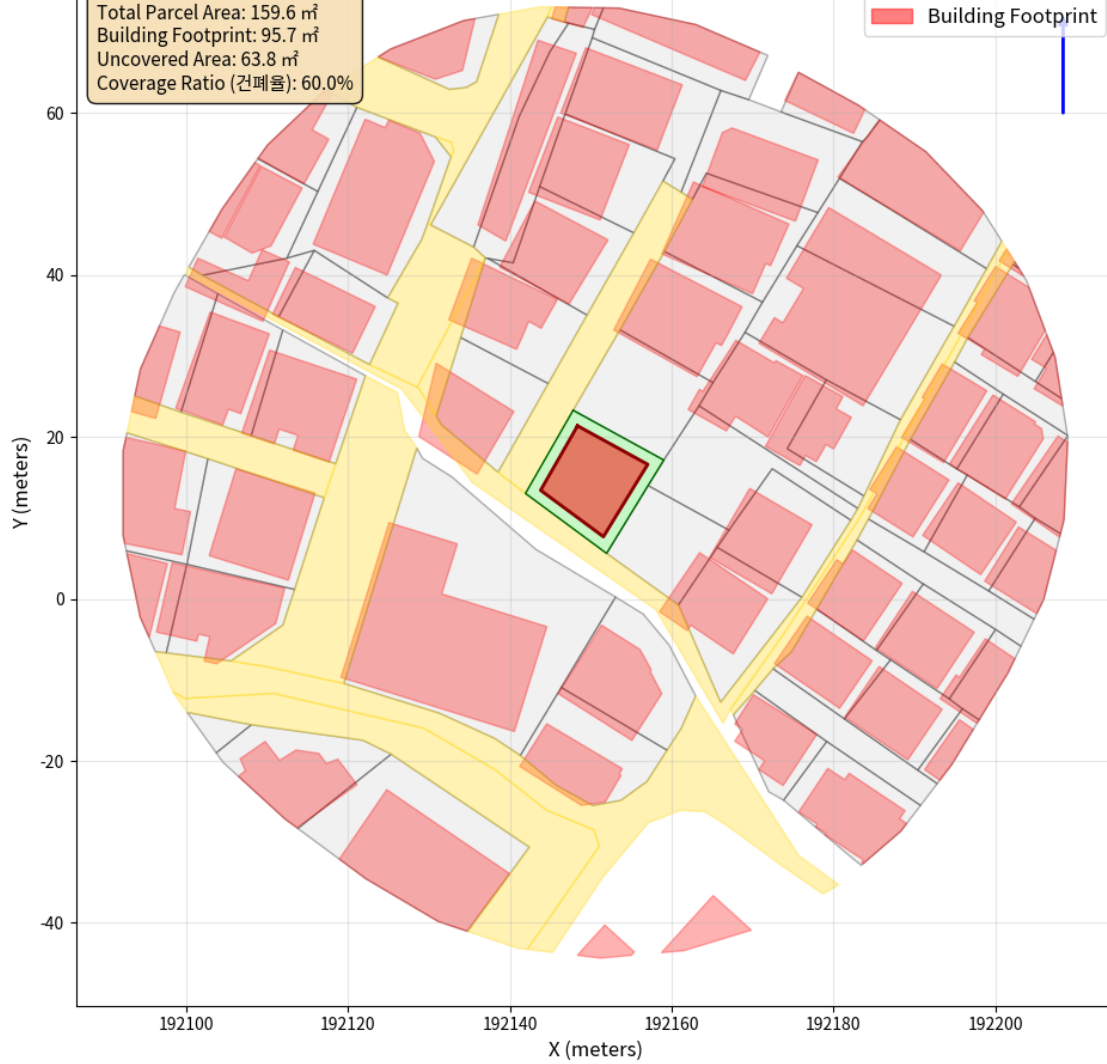 Total Parcel Area: 159.6 ㎡
Building Footprint: 95.7 ㎡
Uncovered Area: 63.8 ㎡
Coverage Ratio (건폐율): 60.0%
Building Footprint
60
40
20
0
-20
-40
Y (meters)
192100 192120 192140 192160 192180 192200
X (meters)